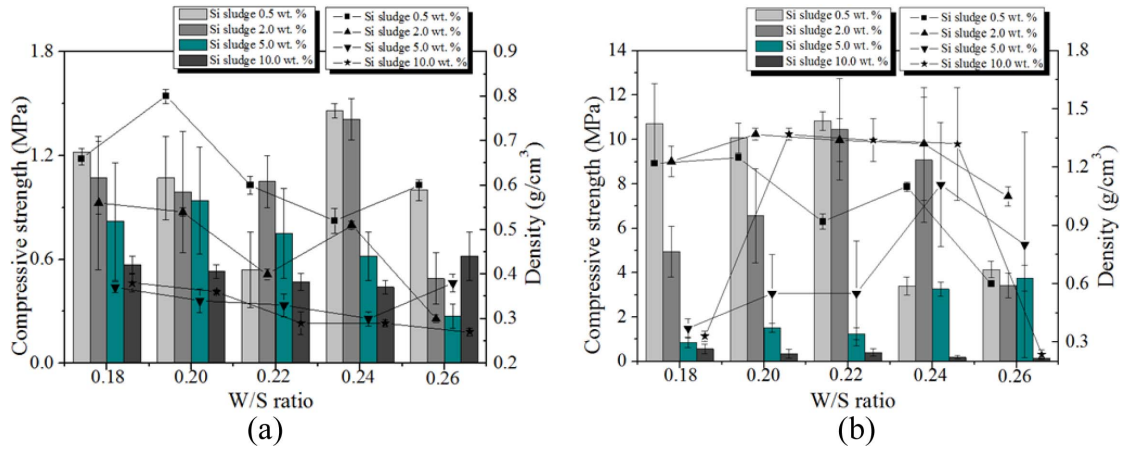 Si sludge 0.5 wt. %
Si sludge 2.0 wt. %
Si sludge 5.0 wt. %
Si sludge 10.0 wt. %
Si sludge 0.5 wt. %
Si sludge 2.0 wt. %
Si sludge 5.0 wt. %
Si sludge 10.0 wt. %
Compressive strength (MPa)
1.8
1.2
0.6
0.0
0.9
0.8
0.7
0.6
0.5
0.4
0.3
0.2
Density (g/cm³)
0.18 0.20 0.22 0.24 0.26
W/S ratio
(a)
Si sludge 0.5 wt. %
Si sludge 2.0 wt. %
Si sludge 5.0 wt. %
Si sludge 10.0 wt. %
Si sludge 0.5 wt. %
Si sludge 2.0 wt. %
Si sludge 5.0 wt. %
Si sludge 10.0 wt. %
Compressive strength (MPa)
14
12
10
8
6
4
2
0
1.8
1.5
1.2
0.9
0.6
0.3
Density (g/cm³)
0.18 0.20 0.22 0.24 0.26
W/S ratio
(b)